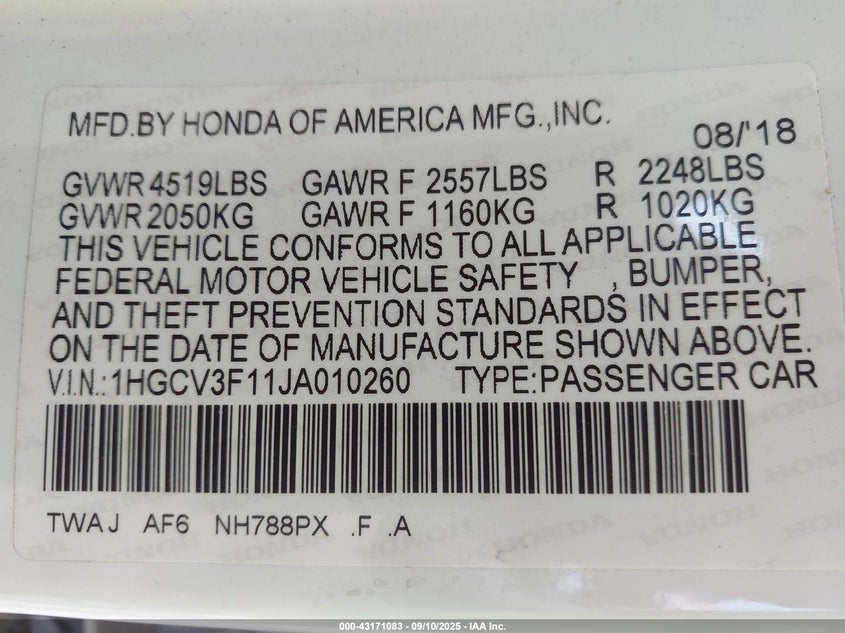 MFD.BY HONDA OF AMERICA MFG.,INC.
08/'18
GVWR 4519LBS GAWR F 2557LBS R 2248LBS
GVWR 2050KG GAWR F 1160KG R 1020KG
THIS VEHICLE CONFORMS TO ALL APPLICABLE
FEDERAL MOTOR VEHICLE SAFETY , BUMPER,
AND THEFT PREVENTION STANDARDS IN EFFECT
ON THE DATE OF MANUFACTURE SHOWN ABOVE.
V.I.N.:1HGCV3F11JA010260 TYPE:PASSENGER CAR
TWAJ AF6 NH788PX .F .A
HONDA
000-43171083 - 09/10/2025 - IAA Inc.